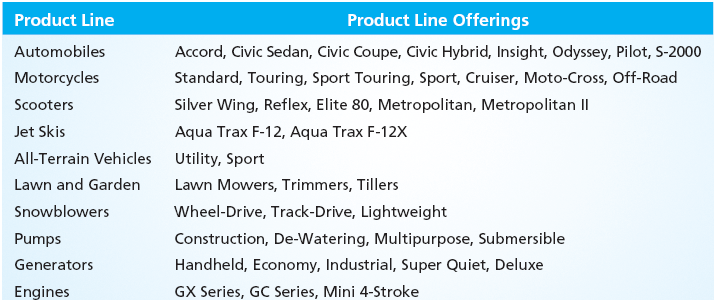 Product Line Product Line Offerings
Automobiles Accord, Civic Sedan, Civic Coupe, Civic Hybrid, Insight, Odyssey, Pilot, S-2000
Motorcycles Standard, Touring, Sport Touring, Sport, Cruiser, Moto-Cross, Off-Road
Scooters Silver Wing, Reflex, Elite 80, Metropolitan, Metropolitan II
Jet Skis Aqua Trax F-12, Aqua Trax F-12X
All-Terrain Vehicles Utility, Sport
Lawn and Garden Lawn Mowers, Trimmers, Tillers
Snowblowers Wheel-Drive, Track-Drive, Lightweight
Pumps Construction, De-Watering, Multipurpose, Submersible
Generators Handheld, Economy, Industrial, Super Quiet, Deluxe
Engines GX Series, GC Series, Mini 4-Stroke